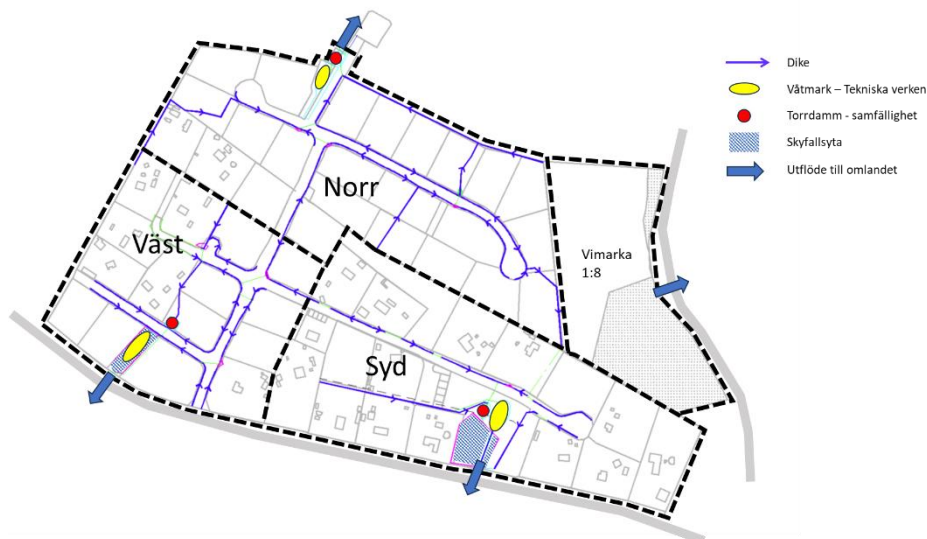 Norr
Väst
Syd
Vimarka
1:8
Dike
Våtmark – Tekniska verken
Torrdamm - samfällighet
Skyfallsyta
Utflöde till omlandet